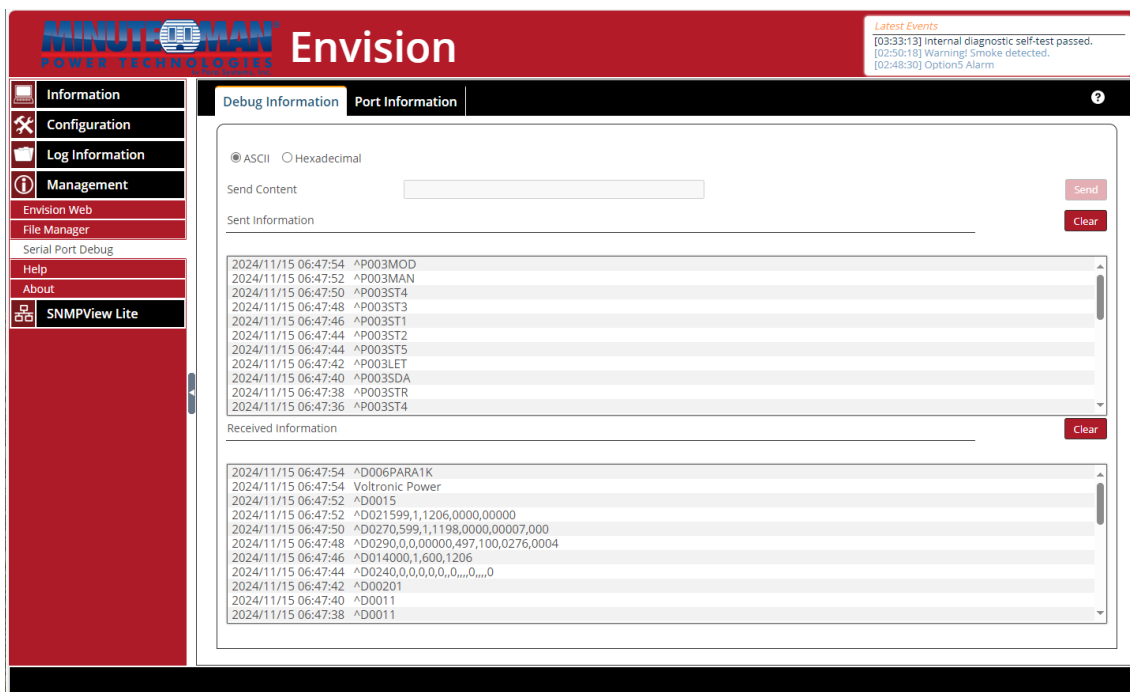 MINUTEMAN
POWER TECHNOLOGIES
Envision
Latest Events
[03:33:13] Internal diagnostic self-test passed.
[02:50:18] Warning! Smoke detected.
[02:48:30] Option5 Alarm
Information
Configuration
Log Information
Management
Envision Web
File Manager
Serial Port Debug
Help
About
SNMPView Lite
Debug Information Port Information ?
ASCII Hexadecimal
Send Content Send
Sent Information Clear
2024/11/15 06:47:54 ^P003MOD
2024/11/15 06:47:52 ^P003MAN
2024/11/15 06:47:50 ^P003ST4
2024/11/15 06:47:48 ^P003ST3
2024/11/15 06:47:46 ^P003ST1
2024/11/15 06:47:44 ^P003ST2
2024/11/15 06:47:44 ^P003ST5
2024/11/15 06:47:42 ^P003LET
2024/11/15 06:47:40 ^P003SDA
2024/11/15 06:47:38 ^P003STR
2024/11/15 06:47:36 ^P003ST4
Received Information Clear
2024/11/15 06:47:54 ^D006PARA1K
2024/11/15 06:47:54 Voltronic Power
2024/11/15 06:47:52 ^D0015
2024/11/15 06:47:52 ^D021599,1,1206,0000,00000
2024/11/15 06:47:50 ^D0270,599,1,1198,0000,00007,000
2024/11/15 06:47:48 ^D0290,0,0,00000,497,100,0276,0004
2024/11/15 06:47:46 ^D014000,1,600,1206
2024/11/15 06:47:44 ^D0240,0,0,0,0,0,,0,,,,0,,,,0
2024/11/15 06:47:42 ^D00201
2024/11/15 06:47:40 ^D0011
2024/11/15 06:47:38 ^D0011